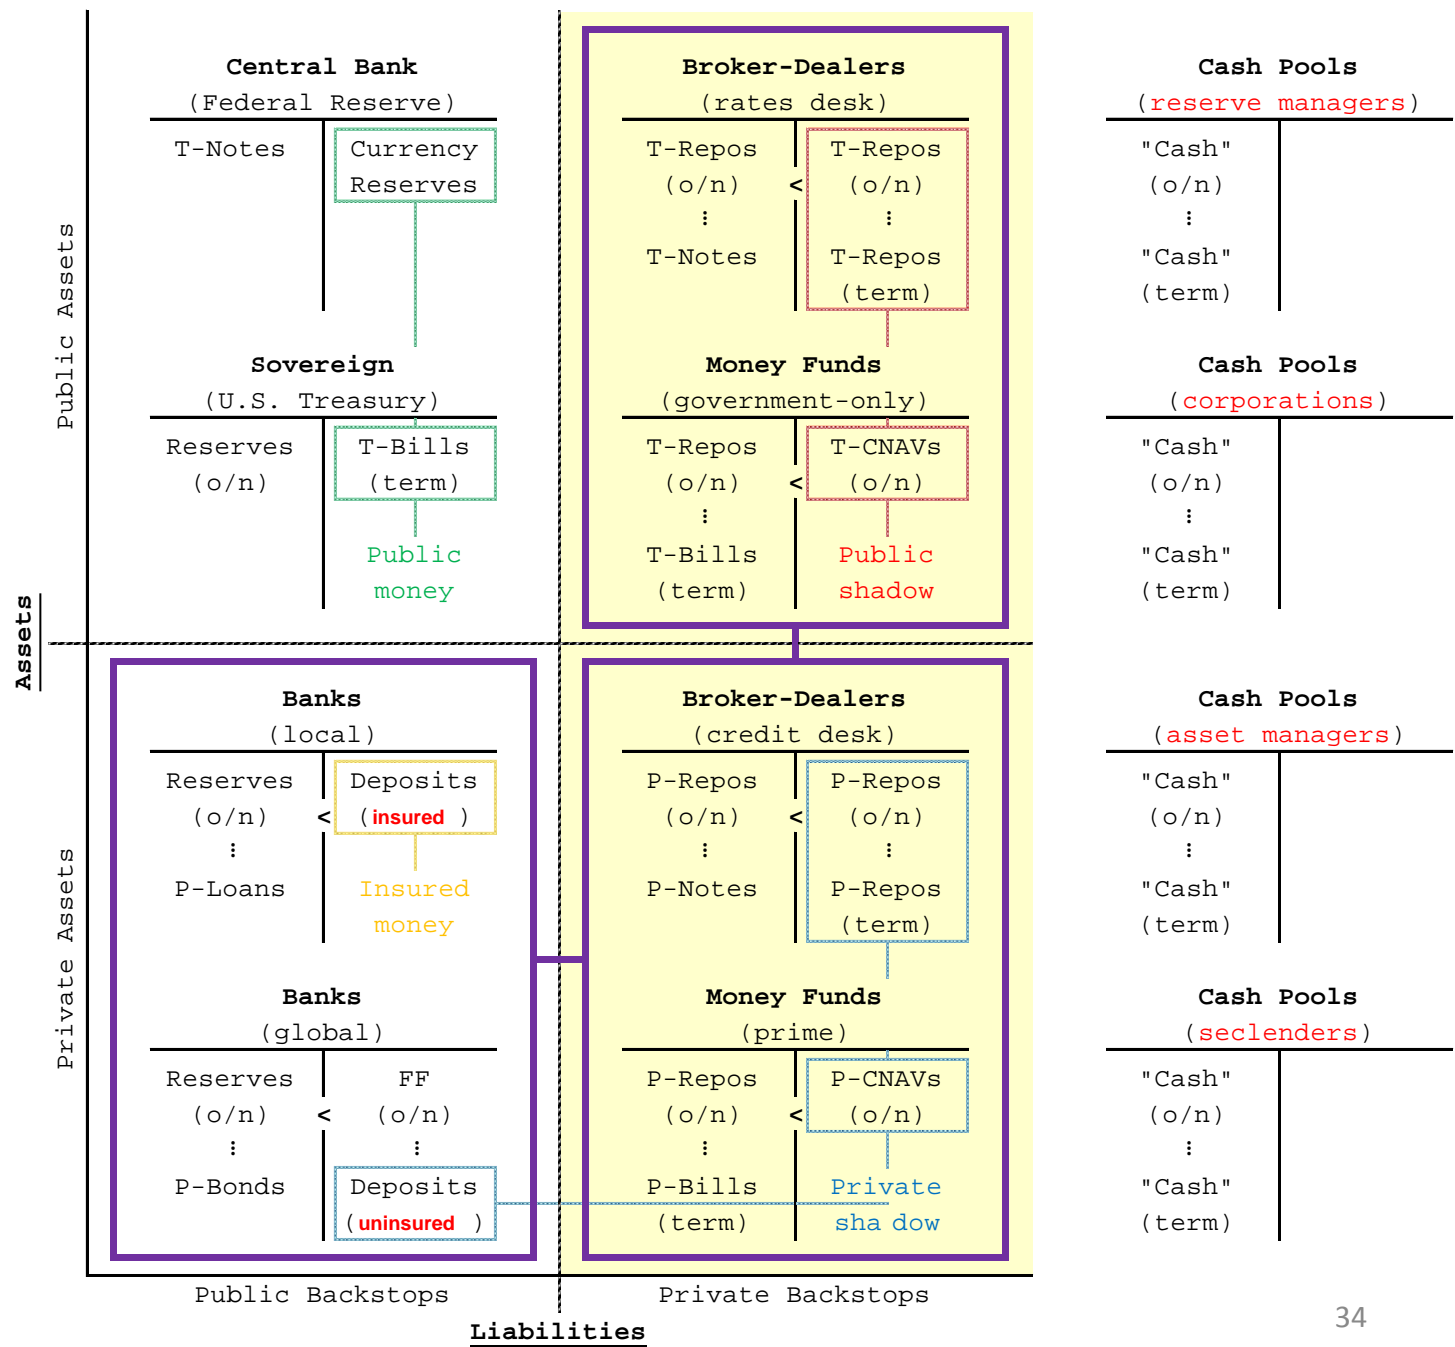 Assets
Public Assets
Private Assets
Central Bank
(Federal Reserve)
T-Notes
Currency
Reserves
Sovereign
(U.S. Treasury)
Reserves
(o/n)
T-Bills
(term)
Public
money
Broker-Dealers
(rates desk)
T-Repos
(o/n)
⋮
T-Notes
<
T-Repos
(o/n)
⋮
T-Repos
(term)
Money Funds
(government-only)
T-Repos
(o/n)
⋮
T-Bills
(term)
<
T-CNAVs
(o/n)
Public
shadow
Cash Pools
(reserve managers)
"Cash"
(o/n)
⋮
"Cash"
(term)
Cash Pools
(corporations)
"Cash"
(o/n)
⋮
"Cash"
(term)
Banks
(local)
Reserves
(o/n)
⋮
P-Loans
<
Deposits
(insured )
Insured
money
Banks
(global)
Reserves
(o/n)
⋮
P-Bonds
<
FF
(o/n)
⋮
Deposits
(uninsured )
Broker-Dealers
(credit desk)
P-Repos
(o/n)
⋮
P-Notes
<
P-Repos
(o/n)
⋮
P-Repos
(term)
Money Funds
(prime)
P-Repos
(o/n)
⋮
P-Bills
(term)
<
P-CNAVs
(o/n)
Private
sha dow
Cash Pools
(asset managers)
"Cash"
(o/n)
⋮
"Cash"
(term)
Cash Pools
(seclenders)
"Cash"
(o/n)
⋮
"Cash"
(term)
Public Backstops
Private Backstops
Liabilities
34